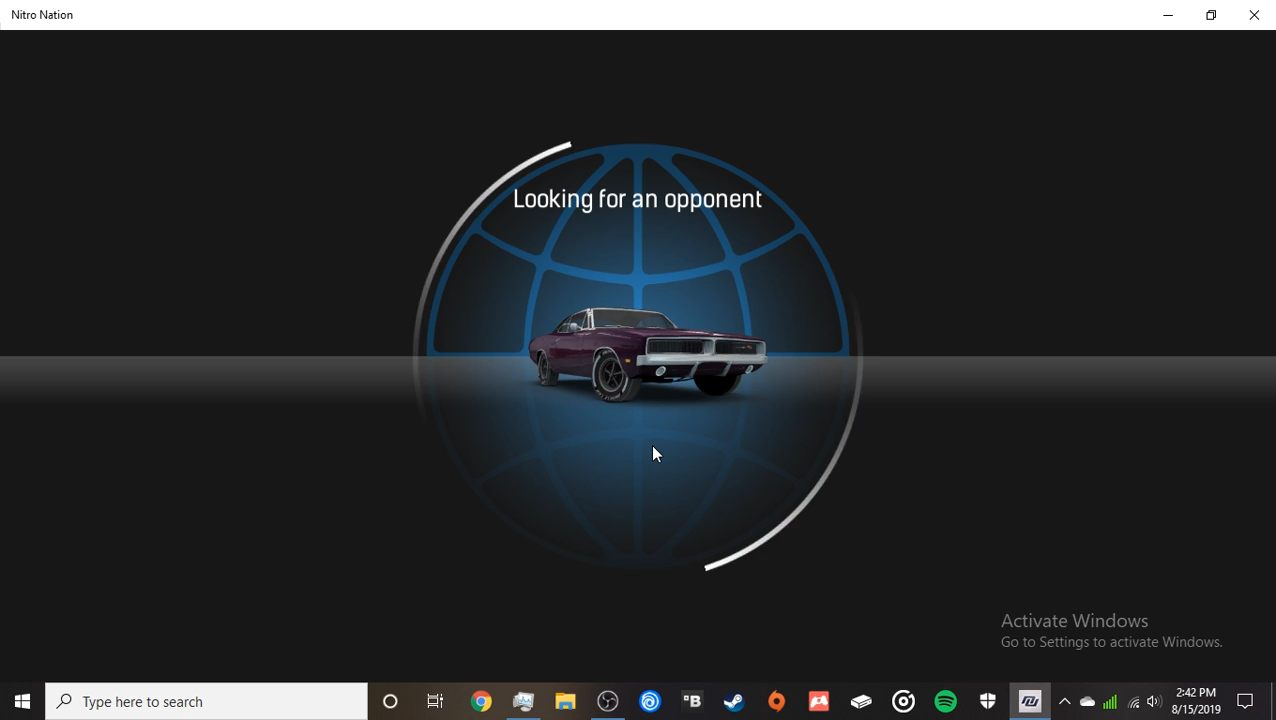 Nitro Nation
Looking for an opponent
Activate Windows
Go to Settings to activate Windows.
Type here to search
B
2:42 PM
8/15/2019